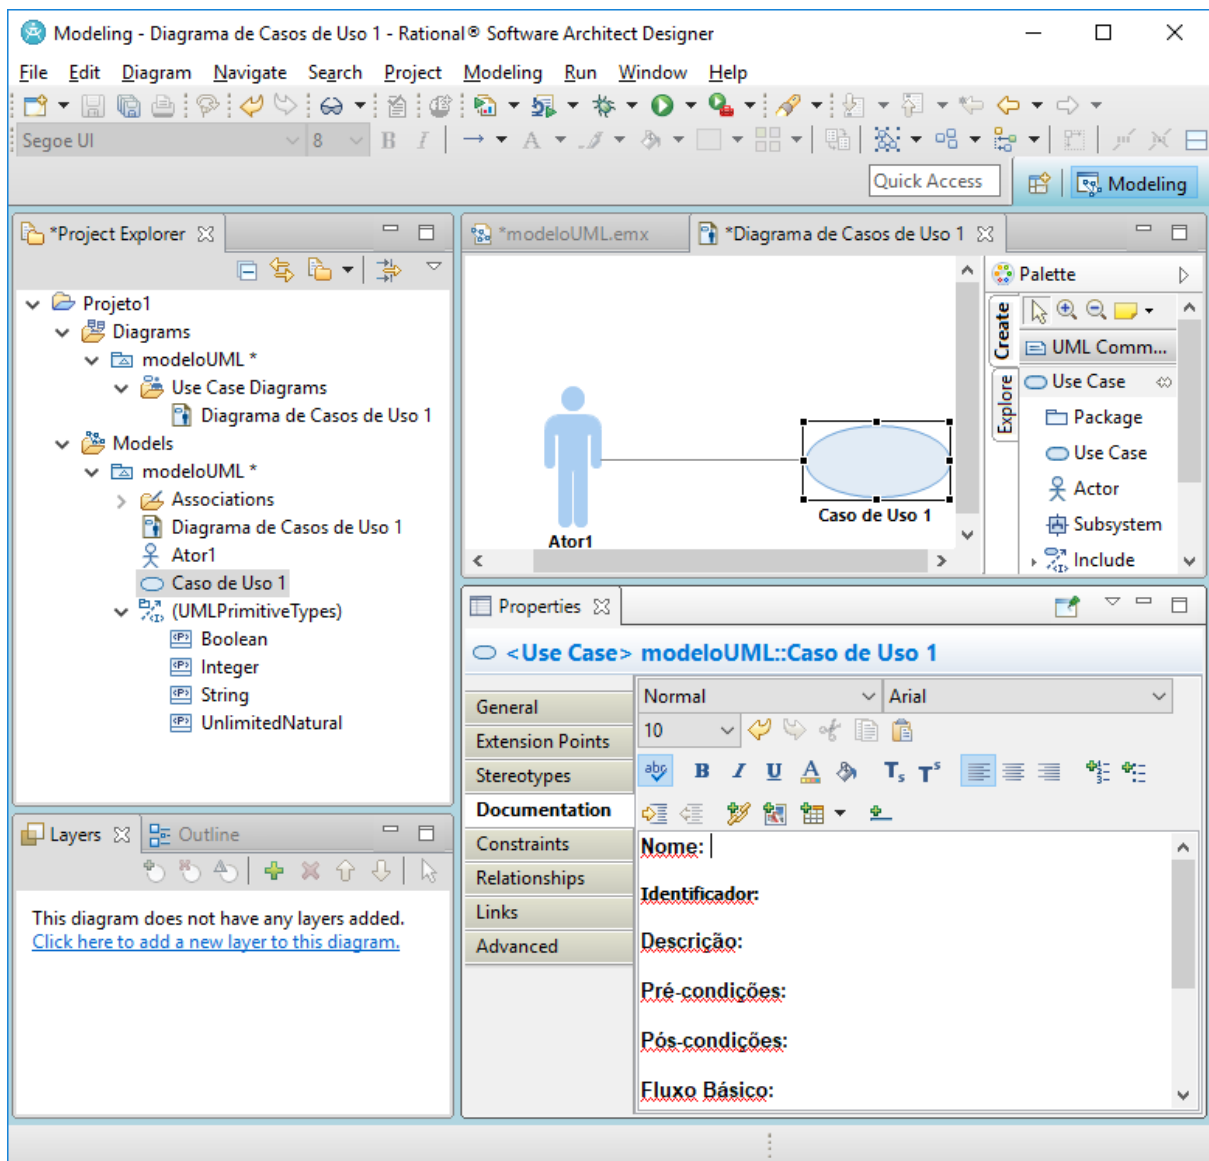 Modeling - Diagrama de Casos de Uso 1 - Rational® Software Architect Designer
File Edit Diagram Navigate Search Project Modeling Run Window Help
Segoe UI 8 B I A
Quick Access Modeling
*Project Explorer
Projeto1
Diagrams
modeloUML *
Use Case Diagrams
Diagrama de Casos de Uso 1
Models
modeloUML *
Associations
Diagrama de Casos de Uso 1
Ator1
Caso de Uso 1
(UMLPrimitiveTypes)
Boolean
Integer
String
UnlimitedNatural
Layers Outline
This diagram does not have any layers added.
Click here to add a new layer to this diagram.
*modeloUML.emx *Diagrama de Casos de Uso 1
Ator1
Caso de Uso 1
Palette
Create
Explore
UML Comm...
Use Case
Package
Use Case
Actor
Subsystem
Include
Properties
<Use Case> modeloUML::Caso de Uso 1
General
Extension Points
Stereotypes
Documentation
Constraints
Relationships
Links
Advanced
Normal Arial
10
abc B I U A Ts Ts
Nome:
Identificador:
Descrição:
Pré-condições:
Pós-condições:
Fluxo Básico: